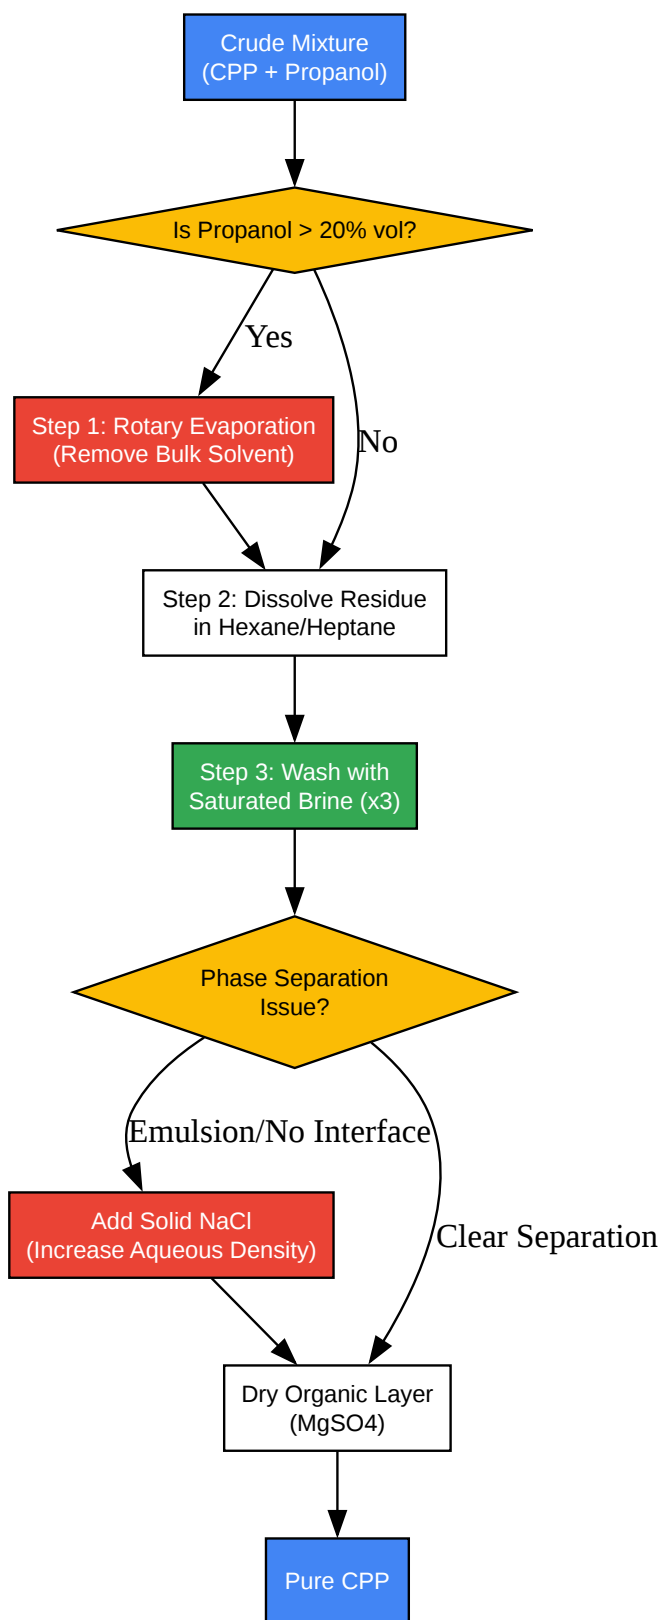 Crude Mixture
(CPP + Propanol)
Is Propanol > 20% vol?
Yes
Step 1: Rotary Evaporation
(Remove Bulk Solvent)
No
Step 2: Dissolve Residue
in Hexane/Heptane
Step 3: Wash with
Saturated Brine (x3)
Phase Separation
Issue?
Emulsion/No Interface
Add Solid NaCl
(Increase Aqueous Density)
Clear Separation
Dry Organic Layer
(MgSO4)
Pure CPP